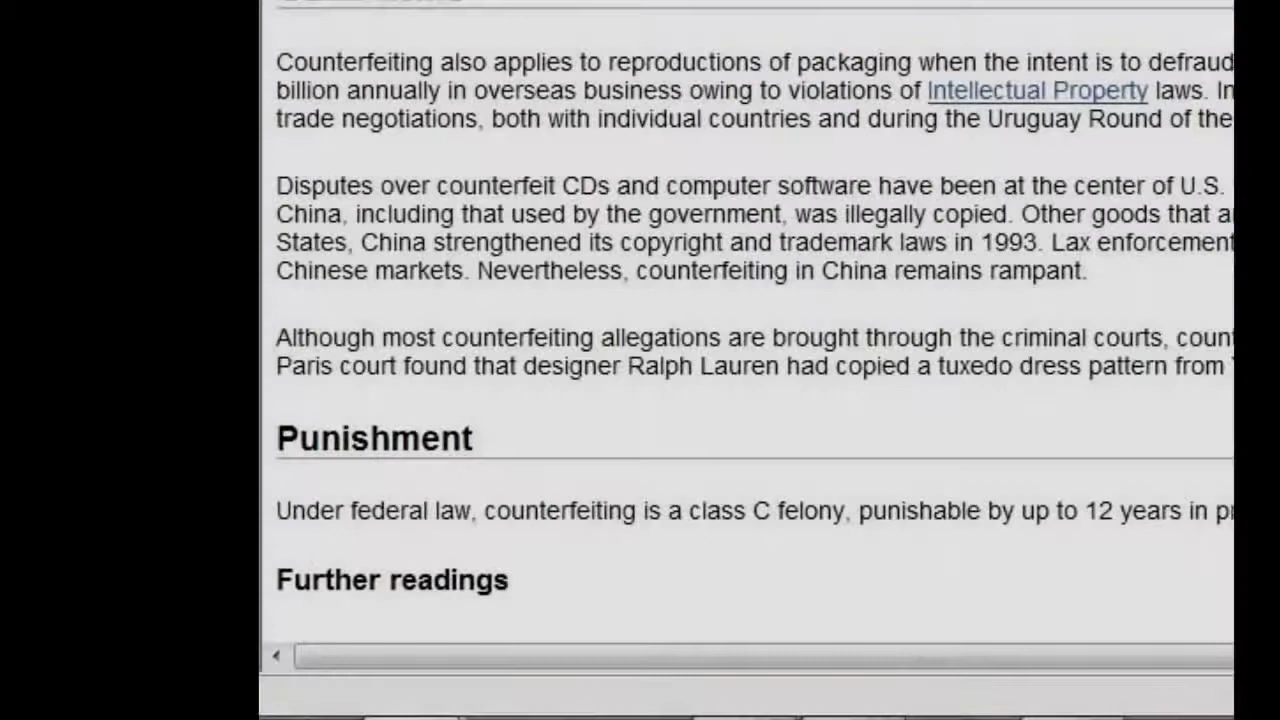 Counterfeiting also applies to reproductions of packaging when the intent is to defraud
billion annually in overseas business owing to violations of Intellectual Property laws. In
trade negotiations, both with individual countries and during the Uruguay Round of the
Disputes over counterfeit CDs and computer software have been at the center of U.S.
China, including that used by the government, was illegally copied. Other goods that
States, China strengthened its copyright and trademark laws in 1993. Lax enforcement
Chinese markets. Nevertheless, counterfeiting in China remains rampant.
Although most counterfeiting allegations are brought through the criminal courts,
Paris court found that designer Ralph Lauren had copied a tuxedo dress pattern from
Punishment
Under federal law, counterfeiting is a class C felony, punishable by up to 12 years in
Further readings